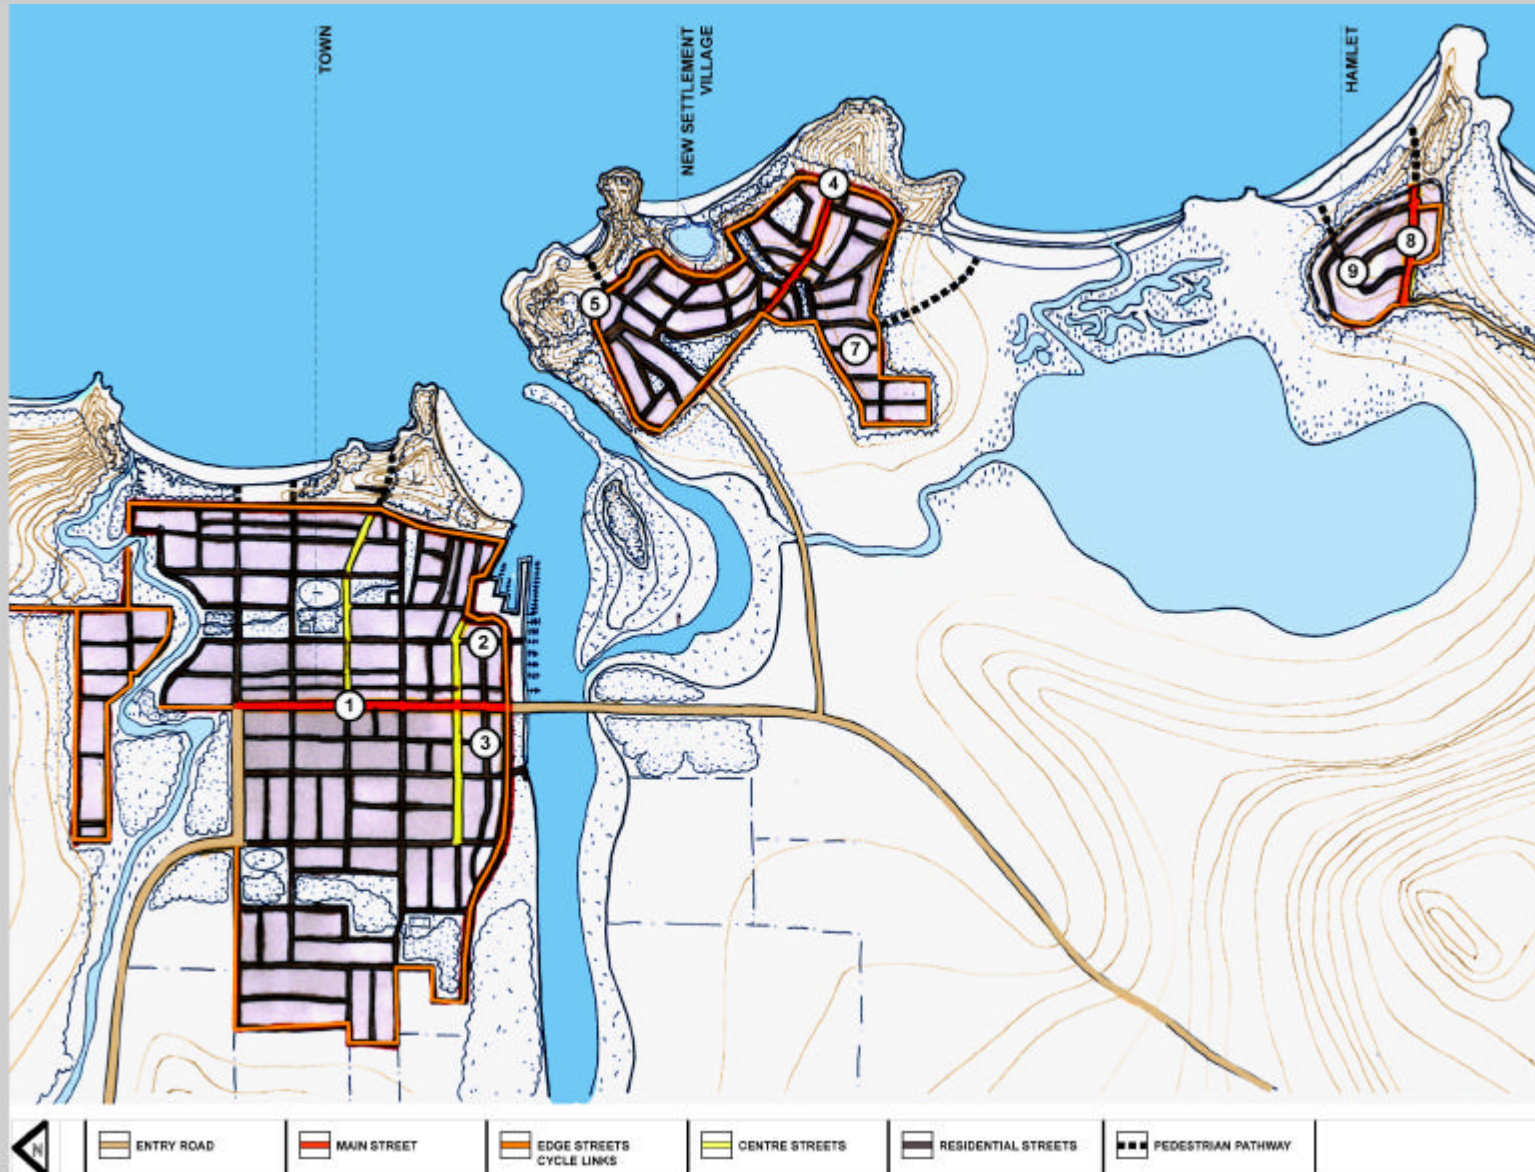 TOWN
NEW SETTLEMENT
VILLAGE
HAMLET
4
5
8
9
7
2
1
3
N
ENTRY ROAD
MAIN STREET
EDGE STREETS
CYCLE LINKS
CENTRE STREETS
RESIDENTIAL STREETS
PEDESTRIAN PATHWAY